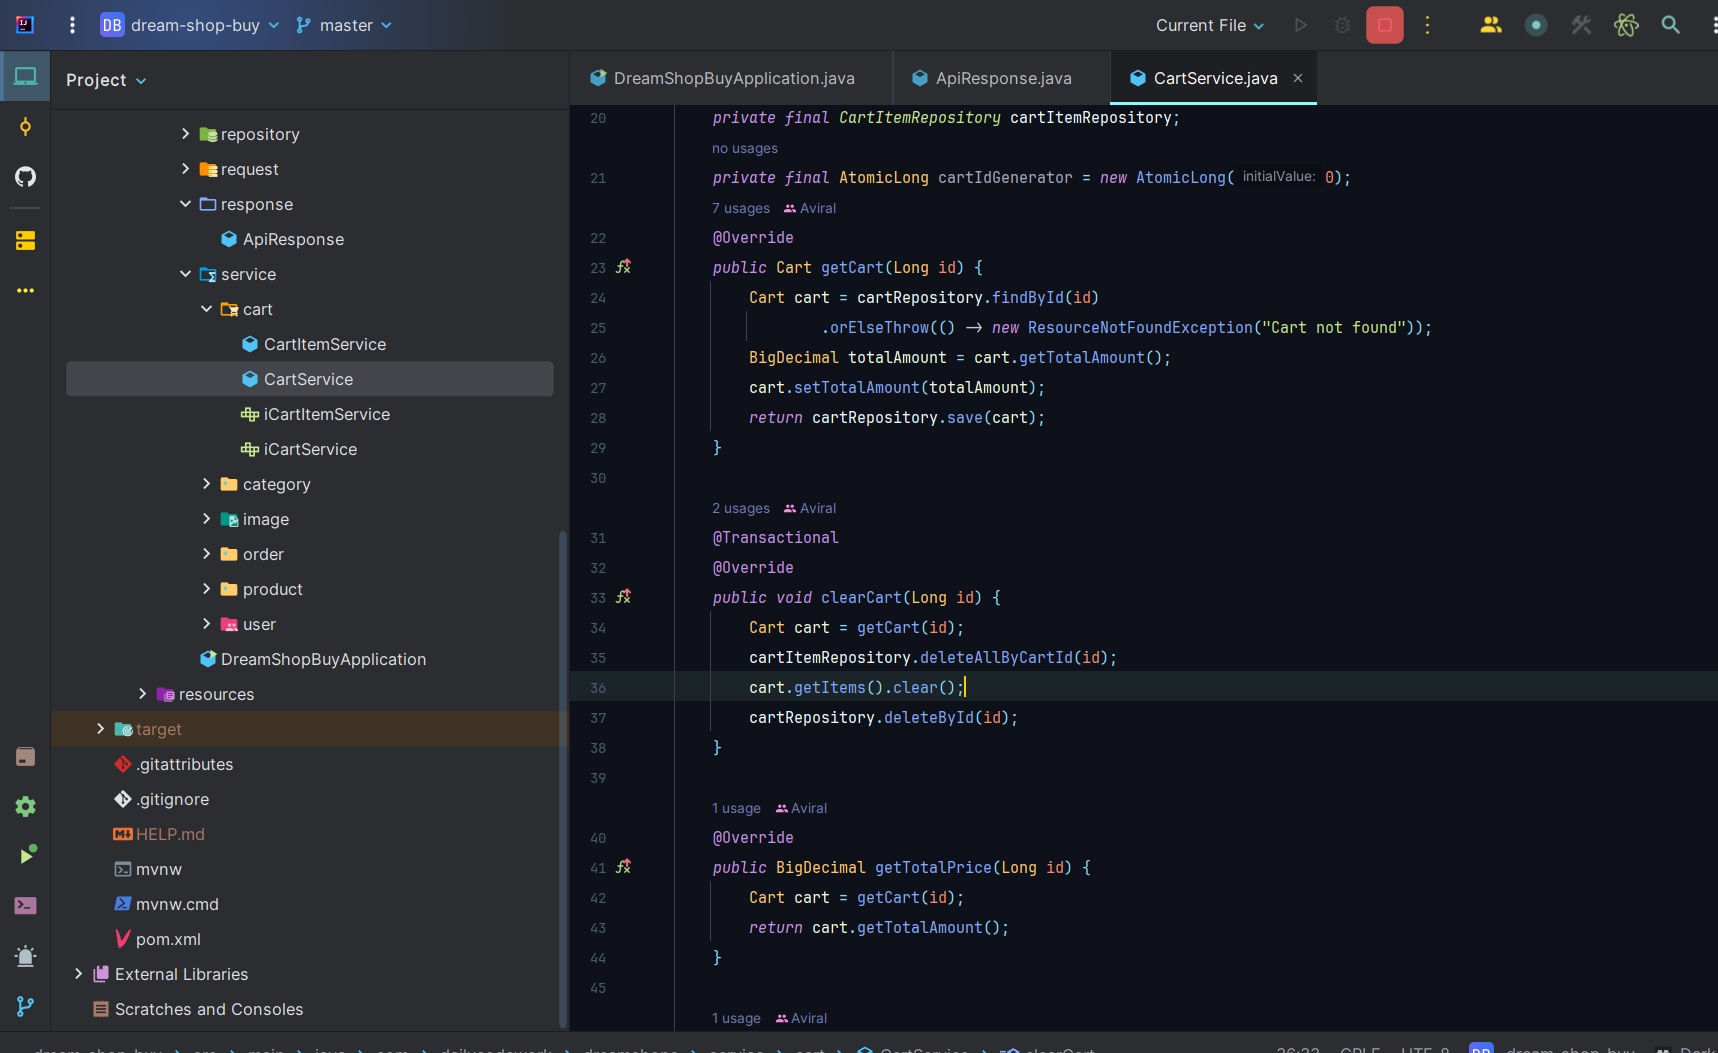 DB dream-shop-buy master Current File
Project
DreamShopBuyApplication.java ApiResponse.java CartService.java
repository
request
response
ApiResponse
service
cart
CartItemService
CartService
iCartItemService
iCartService
category
image
order
product
user
DreamShopBuyApplication
resources
target
.gitattributes
.gitignore
HELP.md
mvnw
mvnw.cmd
pom.xml
External Libraries
Scratches and Consoles
20 private final CartItemRepository cartItemRepository;
no usages
21 private final AtomicLong cartIdGenerator = new AtomicLong( initialValue: 0);
7 usages Aviral
22 @Override
23 public Cart getCart(Long id) {
24 Cart cart = cartRepository.findById(id)
25 .orElseThrow(() -> new ResourceNotFoundException("Cart not found"));
26 BigDecimal totalAmount = cart.getTotalAmount();
27 cart.setTotalAmount(totalAmount);
28 return cartRepository.save(cart);
29 }
30
2 usages Aviral
31 @Transactional
32 @Override
33 public void clearCart(Long id) {
34 Cart cart = getCart(id);
35 cartItemRepository.deleteAllByCartId(id);
36 cart.getItems().clear();
37 cartRepository.deleteById(id);
38 }
39
1 usage Aviral
40 @Override
41 public BigDecimal getTotalPrice(Long id) {
42 Cart cart = getCart(id);
43 return cart.getTotalAmount();
44 }
45
1 usage Aviral